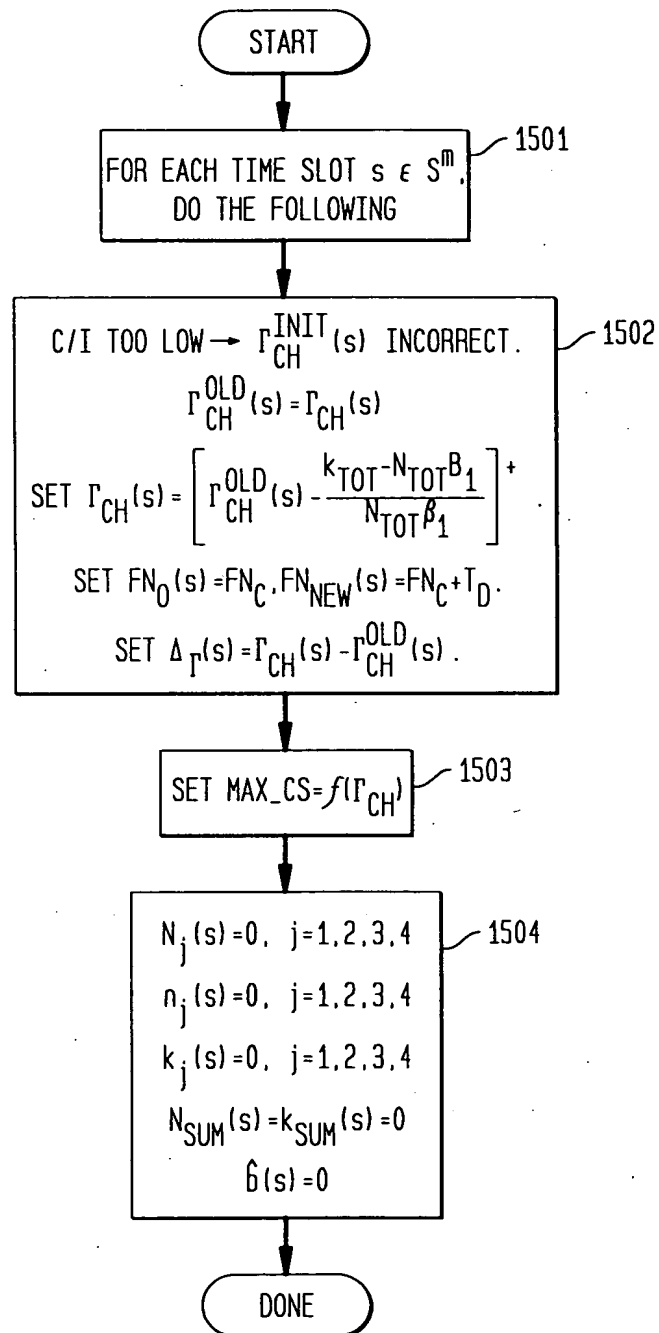 START
1501
FOR EACH TIME SLOT s ϵ S^m,
DO THE FOLLOWING
1502
C/I TOO LOW → Γ_CH^INIT(s) INCORRECT.
Γ_CH^OLD(s)=Γ_CH(s)
SET Γ_CH(s)=[Γ_CH^OLD(s)-(k_TOT-N_TOT B_1)/(N_TOT β_1)]^+
SET FN_0(s)=FN_C, FN_NEW(s)=FN_C+T_D.
SET Δ_Γ(s)=Γ_CH(s)-Γ_CH^OLD(s).
1503
SET MAX_CS=f(Γ_CH)
1504
N_j(s)=0, j=1,2,3,4
n_j(s)=0, j=1,2,3,4
k_j(s)=0, j=1,2,3,4
N_SUM(s)=k_SUM(s)=0
b̂(s)=0
DONE